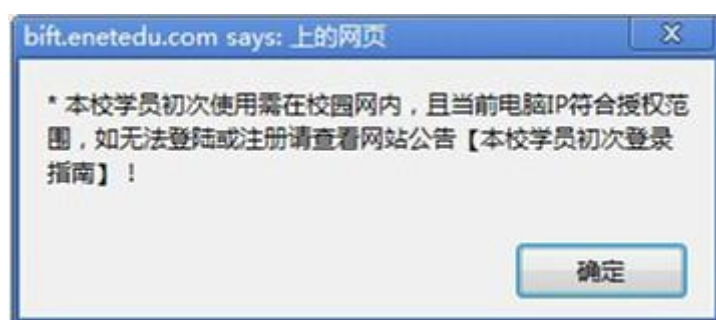 bift.enetedu.com says: 上的网页
* 本校学员初次使用需在校园网内，且当前电脑IP符合授权范
围，如无法登陆或注册请查看网站公告【本校学员初次登录
指南】！
确定